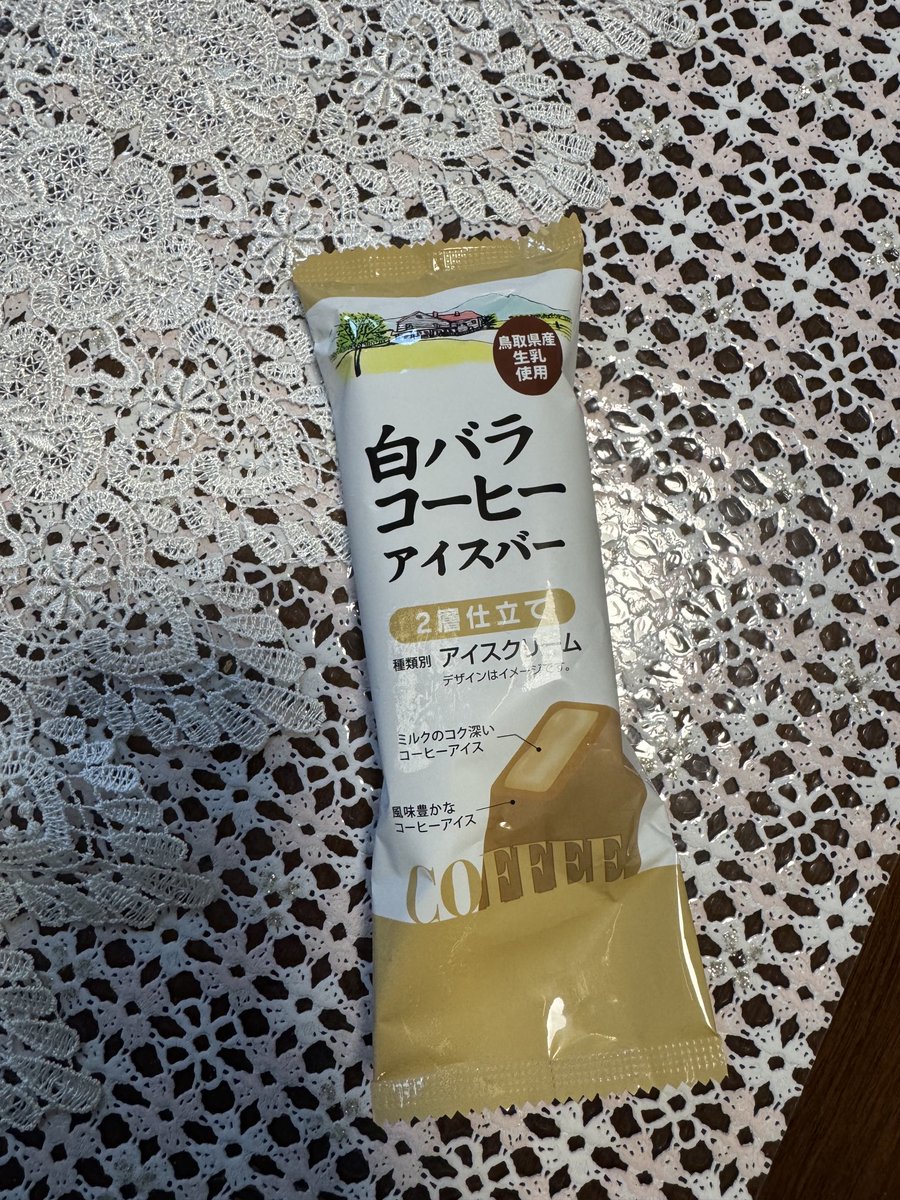 鳥取県産
生乳
使用
白バラ
コーヒー
アイスバー
2層仕立て
種類別 アイスクリーム
デザインはイメージです。
ミルクのコク深い
コーヒーアイス
風味豊かな
コーヒーアイス
COFFEE